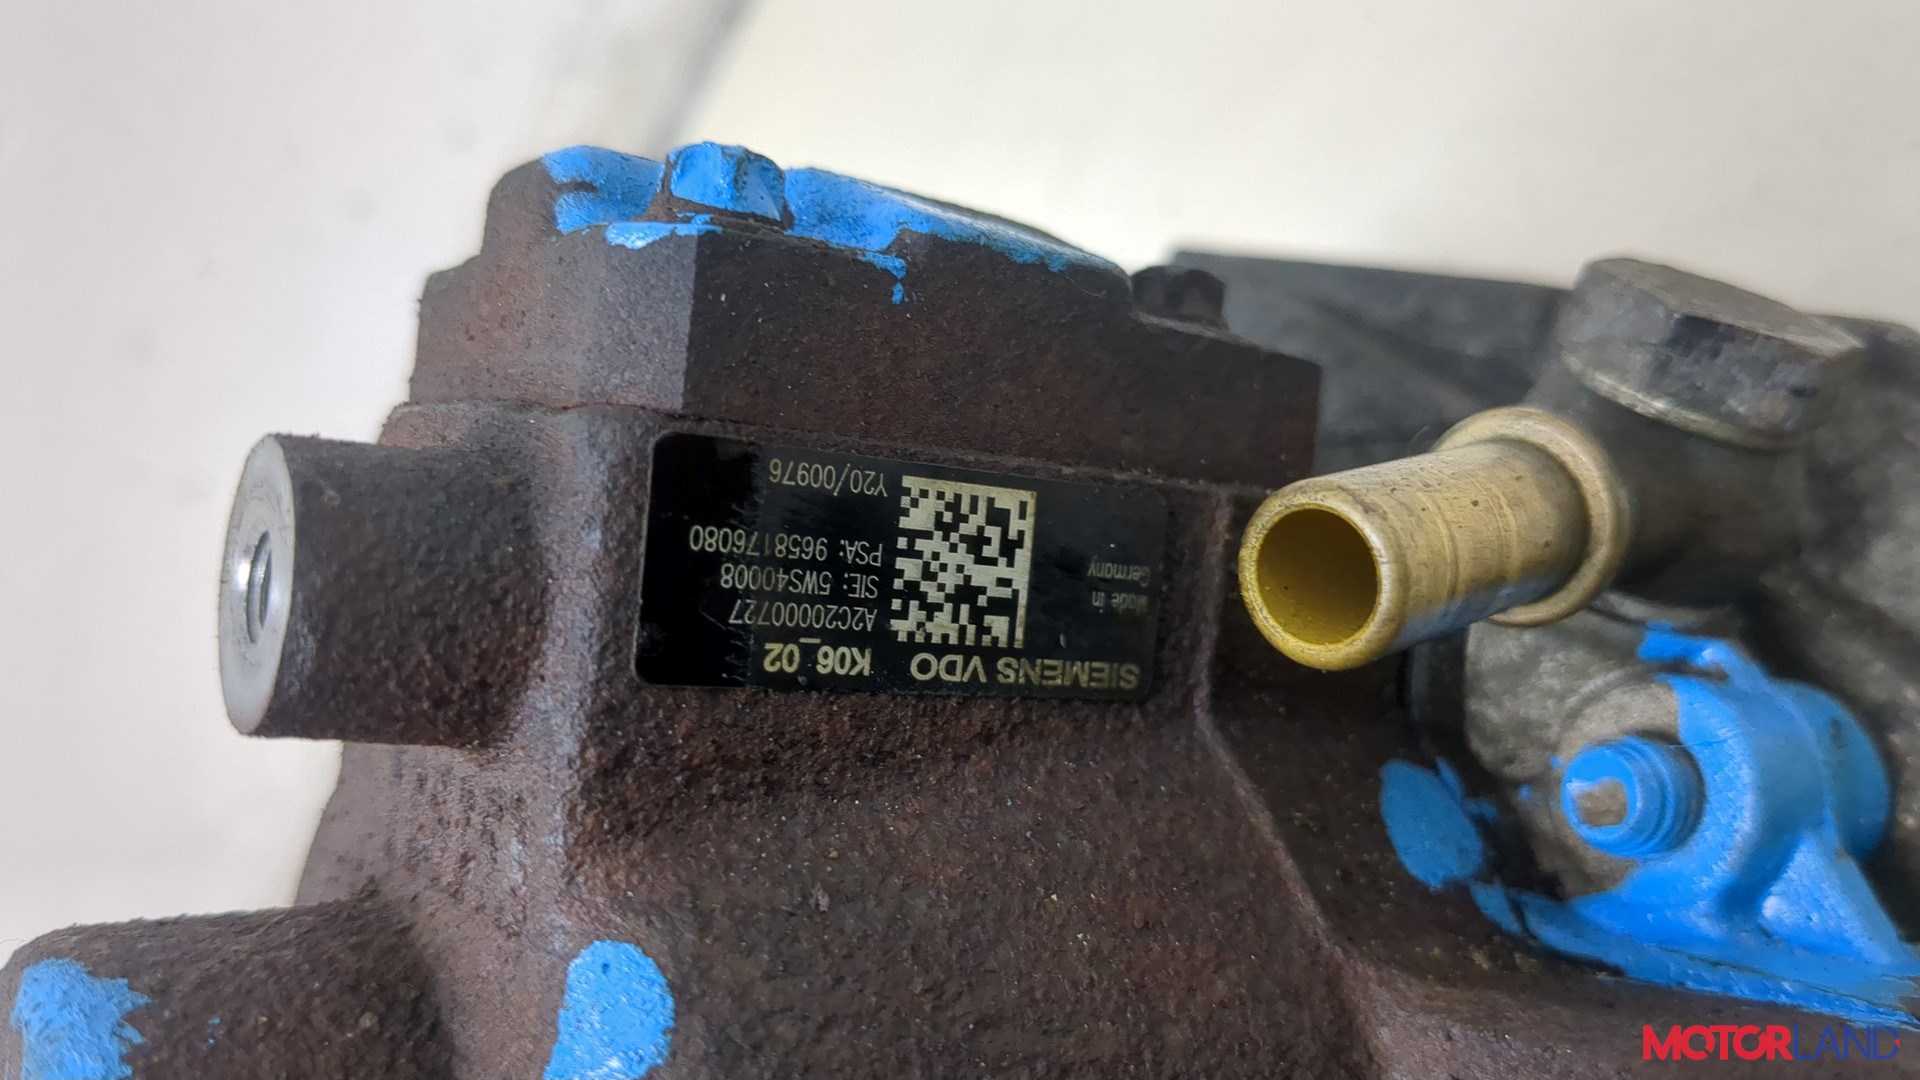 SIEMENS VDO K06_02
A2C20000727
SIE: 5WS40008
PSA: 9658176080
Y20/00976
Made in
Germany
MOTORLAND